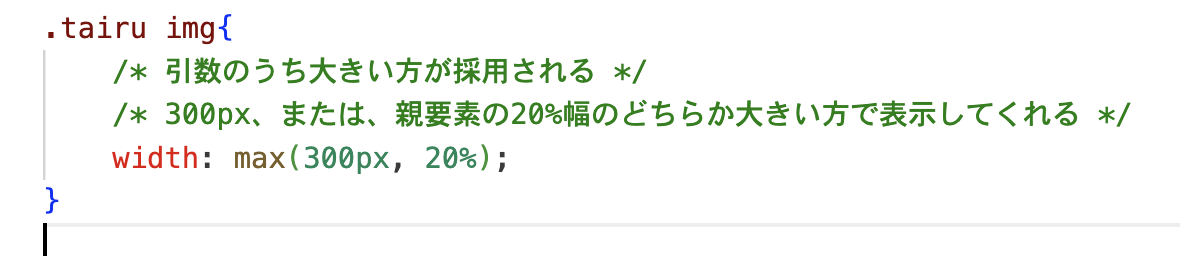 .tairu img{
/* 引数のうち大きい方が採用される */
/* 300px、または、親要素の20%幅のどちらか大きい方で表示してくれる */
width: max(300px, 20%);
}